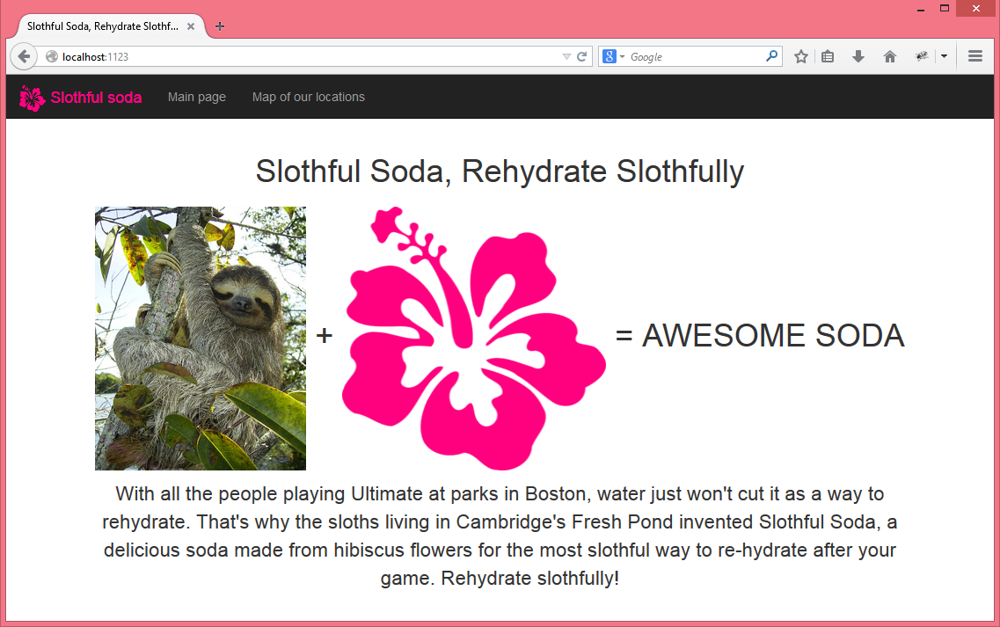 Slothful Soda, Rehydrate Slothf...
localhost:1123
Google
Slothful soda Main page Map of our locations
Slothful Soda, Rehydrate Slothfully
+ = AWESOME SODA
With all the people playing Ultimate at parks in Boston, water just won't cut it as a way to
rehydrate. That's why the sloths living in Cambridge's Fresh Pond invented Slothful Soda, a
delicious soda made from hibiscus flowers for the most slothful way to re-hydrate after your
game. Rehydrate slothfully!